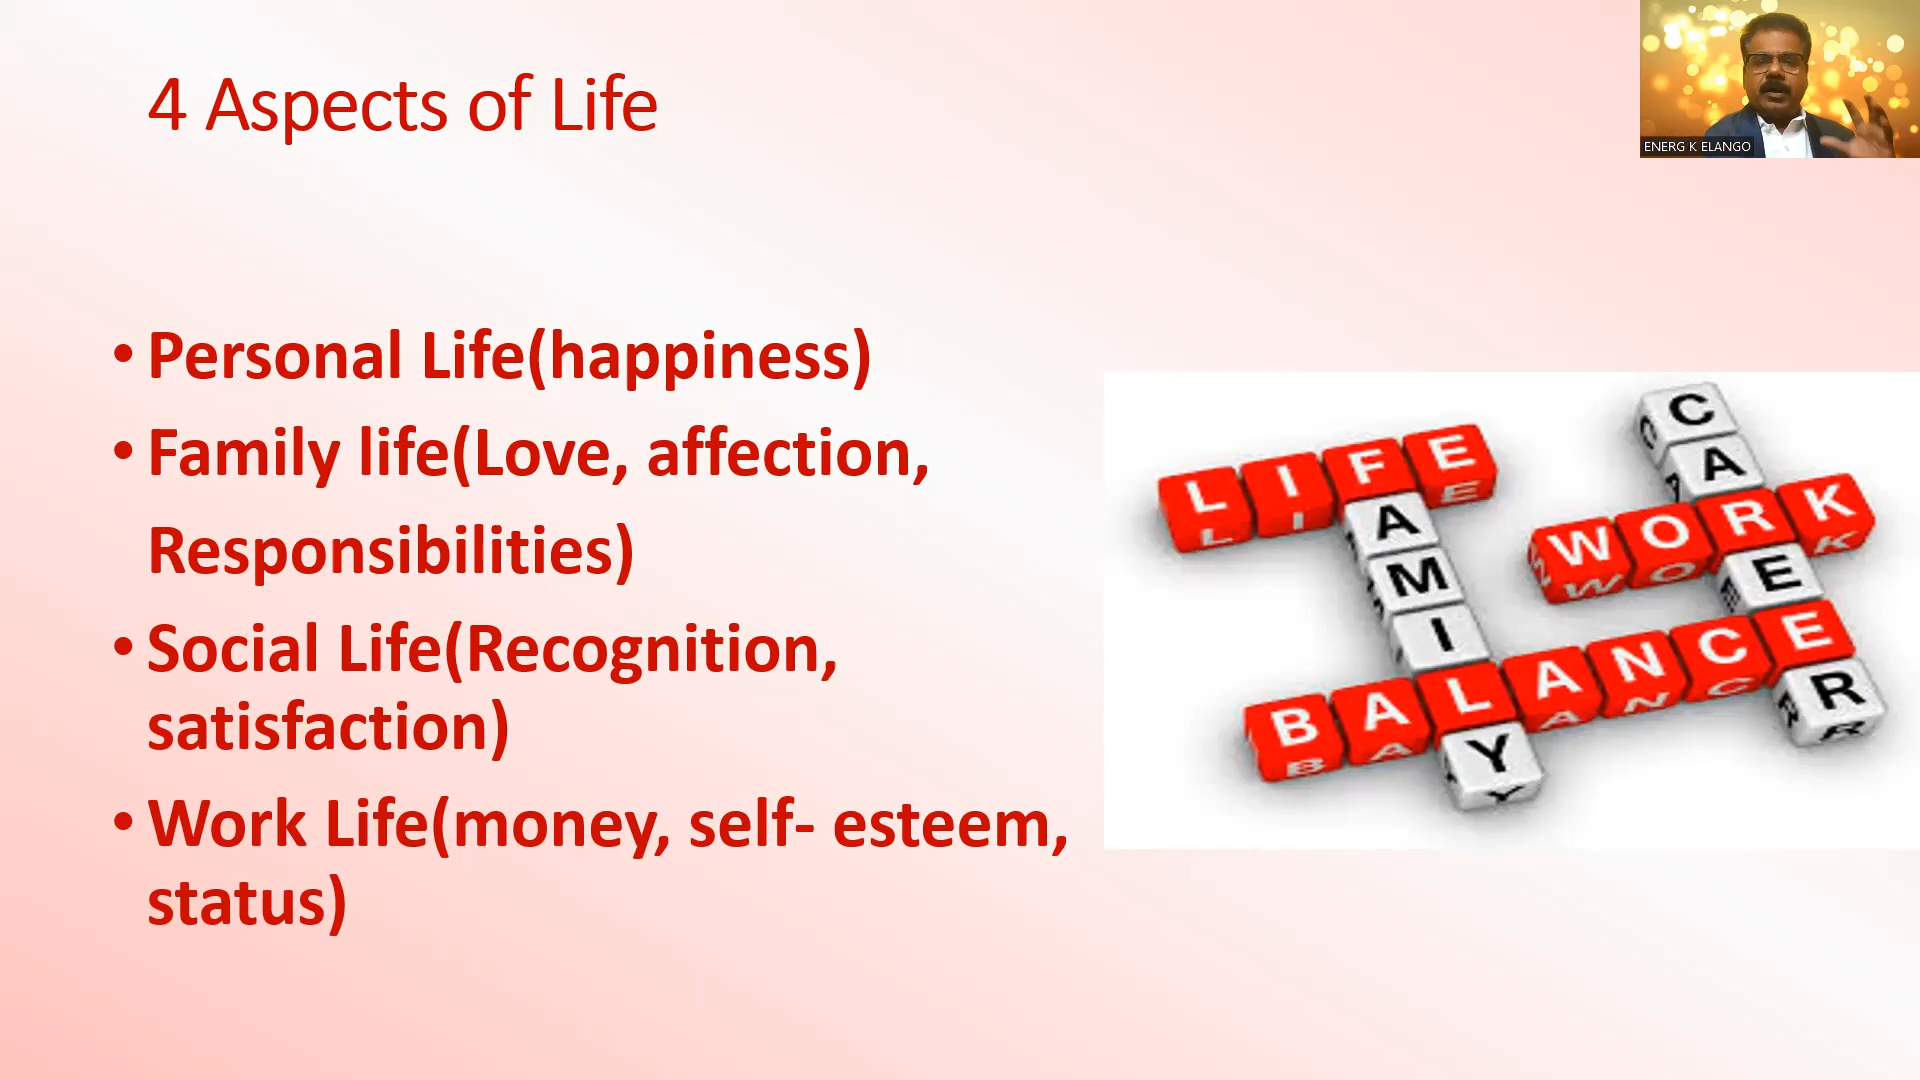 4 Aspects of Life
ENERG K ELANGO
• Personal Life(happiness)
• Family life(Love, affection,
Responsibilities)
• Social Life(Recognition,
satisfaction)
• Work Life(money, self- esteem,
status)
LIFE
FAMILY
CAREER
WORK
BALANCE